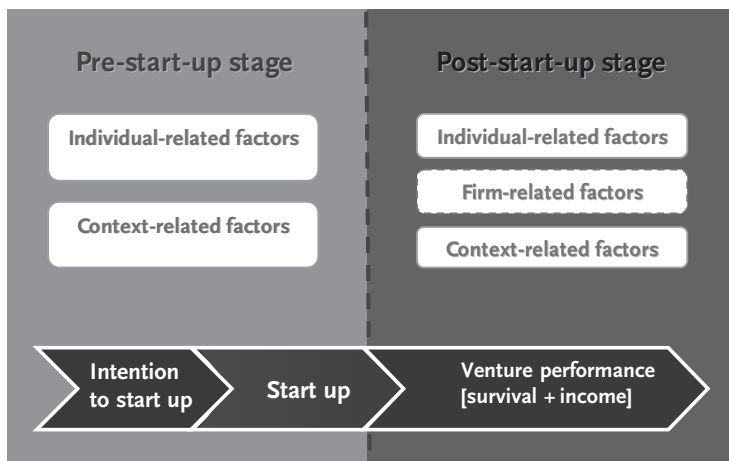 Pre-start-up stage
Individual-related factors
Context-related factors
Post-start-up stage
Individual-related factors
Firm-related factors
Context-related factors
Intention
to start up
Start up
Venture performance
[survival + income]